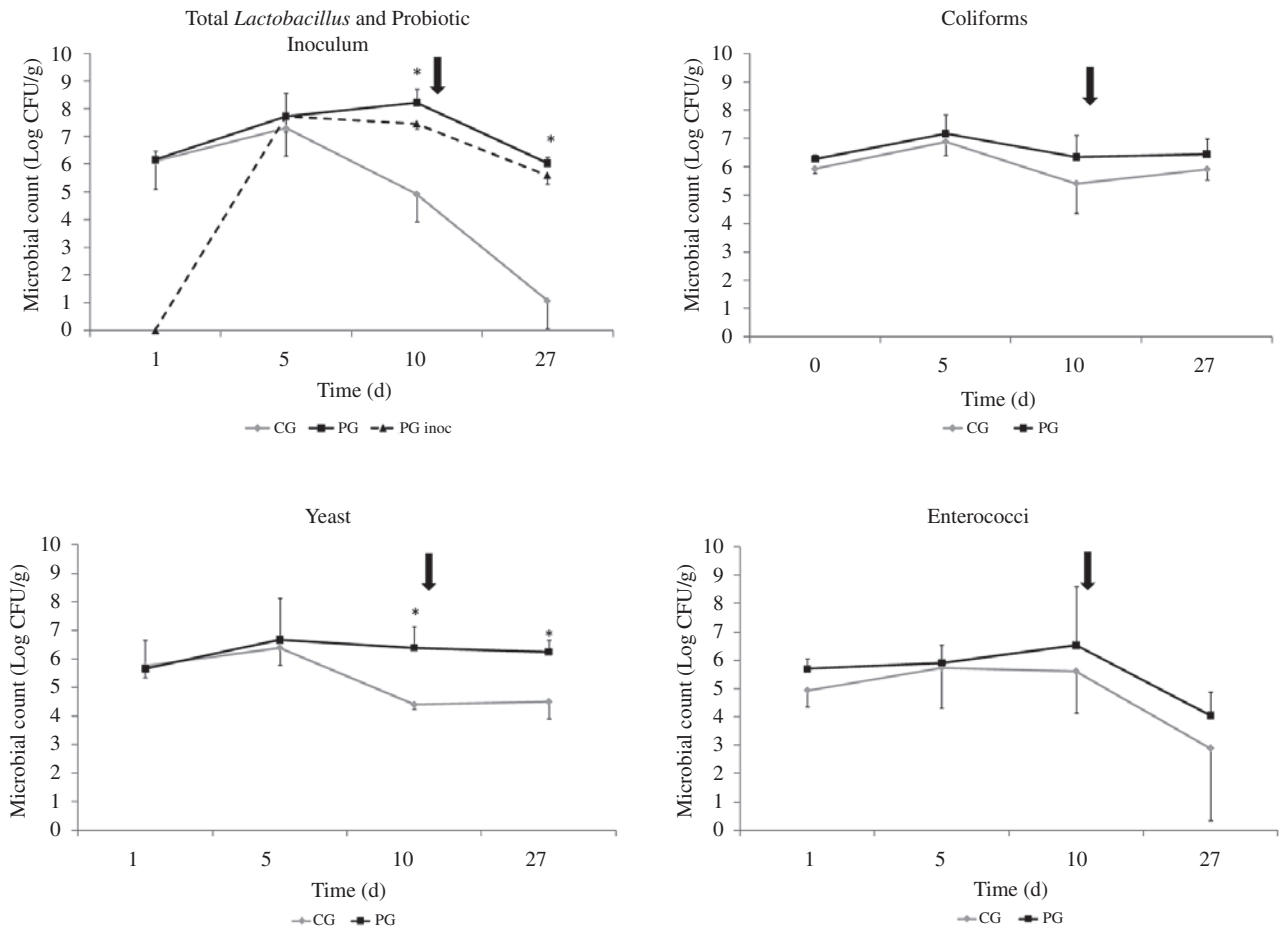 Total Lactobacillus and Probiotic
Inoculum
Microbial count (Log CFU/g)
10
9
8
7
6
5
4
3
2
1
0
*
*
1 5 10 27
Time (d)
CG PG PG inoc
Coliforms
Microbial count (Log CFU/g)
10
9
8
7
6
5
4
3
2
1
0
0 5 10 27
Time (d)
CG PG
Yeast
Microbial count (Log CFU/g)
10
9
8
7
6
5
4
3
2
1
0
*
*
1 5 10 27
Time (d)
CG PG
Enterococci
Microbial count (Log CFU/g)
10
9
8
7
6
5
4
3
2
1
0
1 5 10 27
Time (d)
CG PG